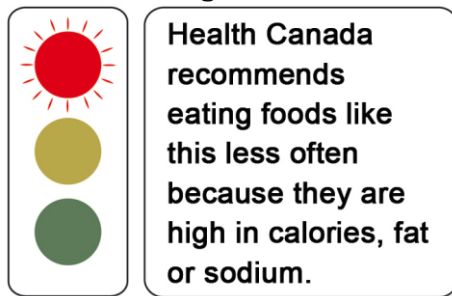 Health Canada
recommends
eating foods like
this less often
because they are
high in calories, fat
or sodium.